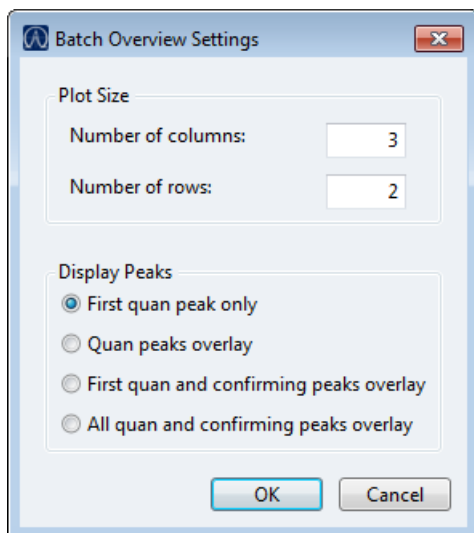 Batch Overview Settings
Plot Size
Number of columns: 3
Number of rows: 2
Display Peaks
First quan peak only
Quan peaks overlay
First quan and confirming peaks overlay
All quan and confirming peaks overlay
OK Cancel